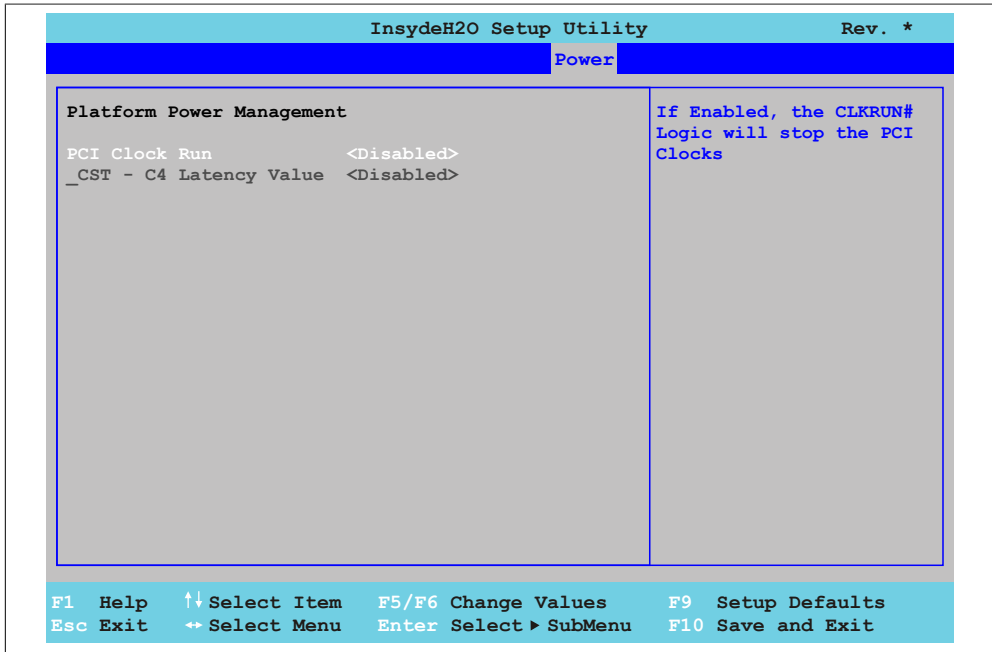 InsydeH2O Setup Utility Rev. *
Power
Platform Power Management
PCI Clock Run <Disabled>
_CST - C4 Latency Value <Disabled>
If Enabled, the CLKRUN#
Logic will stop the PCI
Clocks
F1 Help ↑↓ Select Item F5/F6 Change Values F9 Setup Defaults
Esc Exit ↔ Select Menu Enter Select ▶ SubMenu F10 Save and Exit